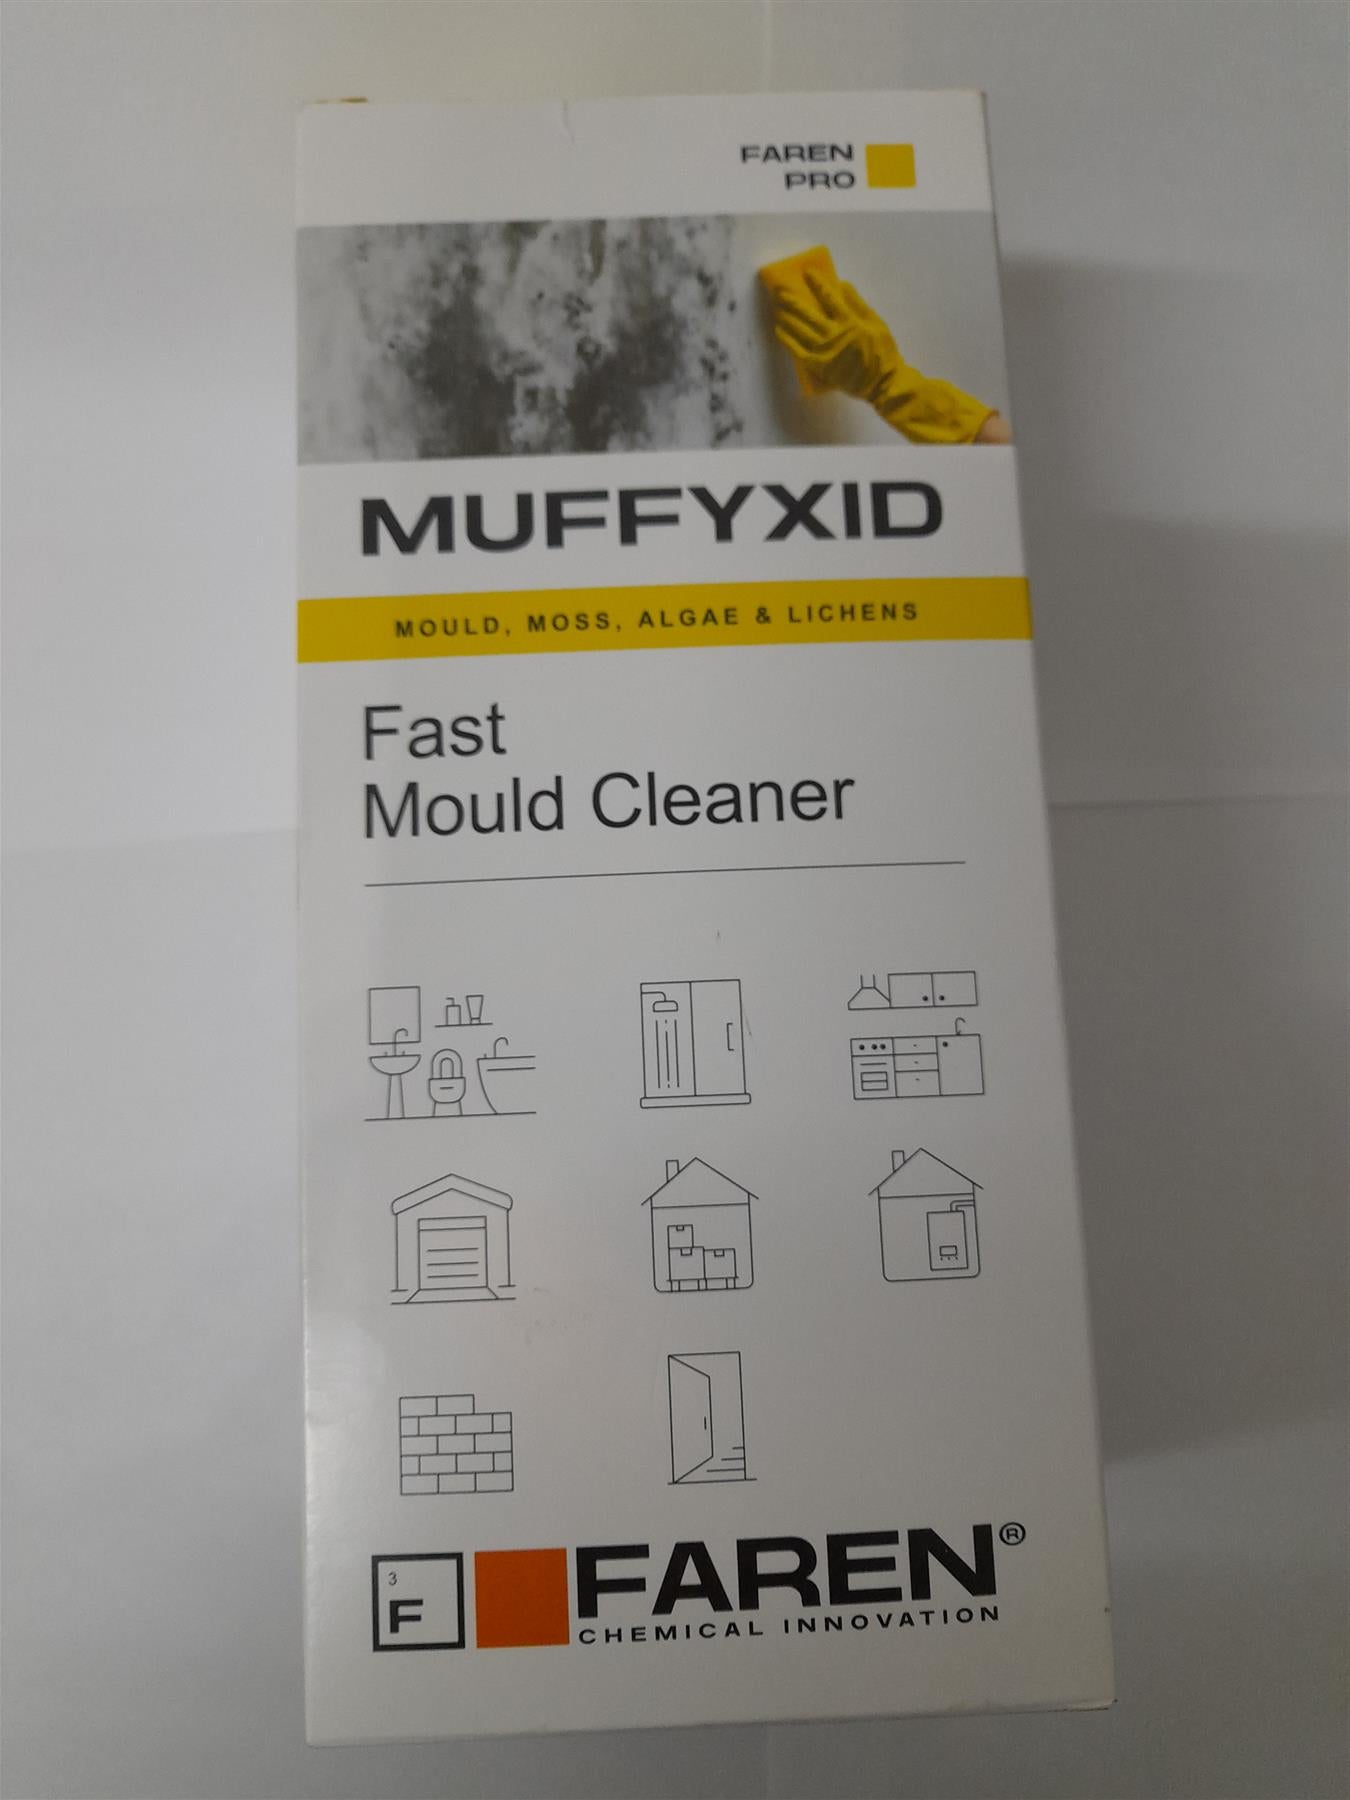 FAREN
PRO
MUFFYXID
MOULD, MOSS, ALGAE & LICHENS
Fast
Mould Cleaner
3
F
FAREN®
CHEMICAL INNOVATION